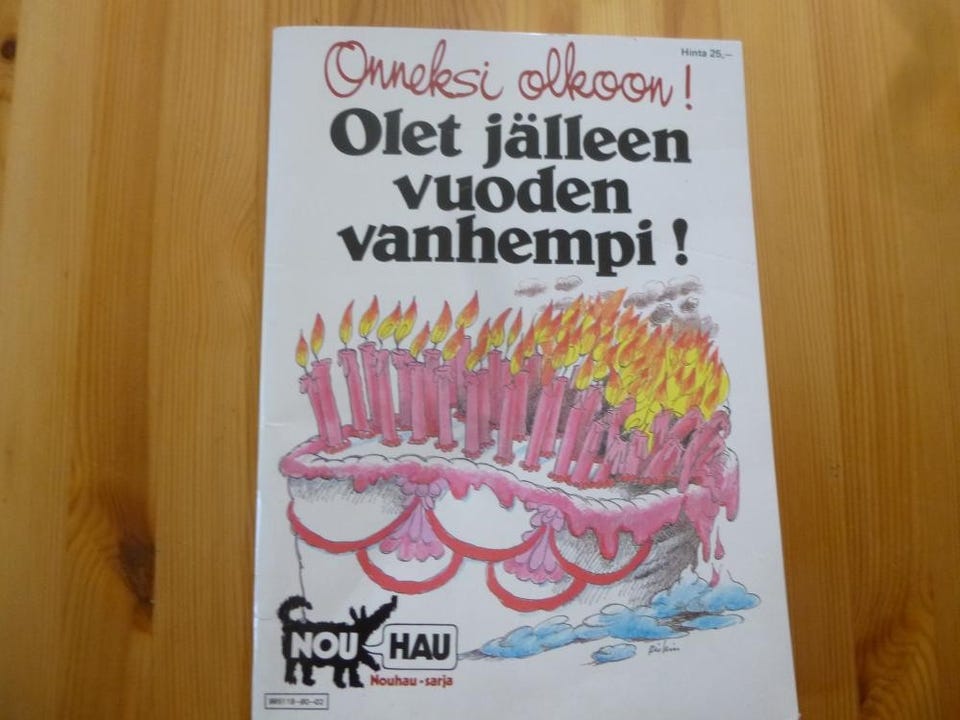 Hinta 25,—
Onneksi olkoon!
Olet jälleen
vuoden
vanhempi!
NOU HAU
Nouhau-sarja